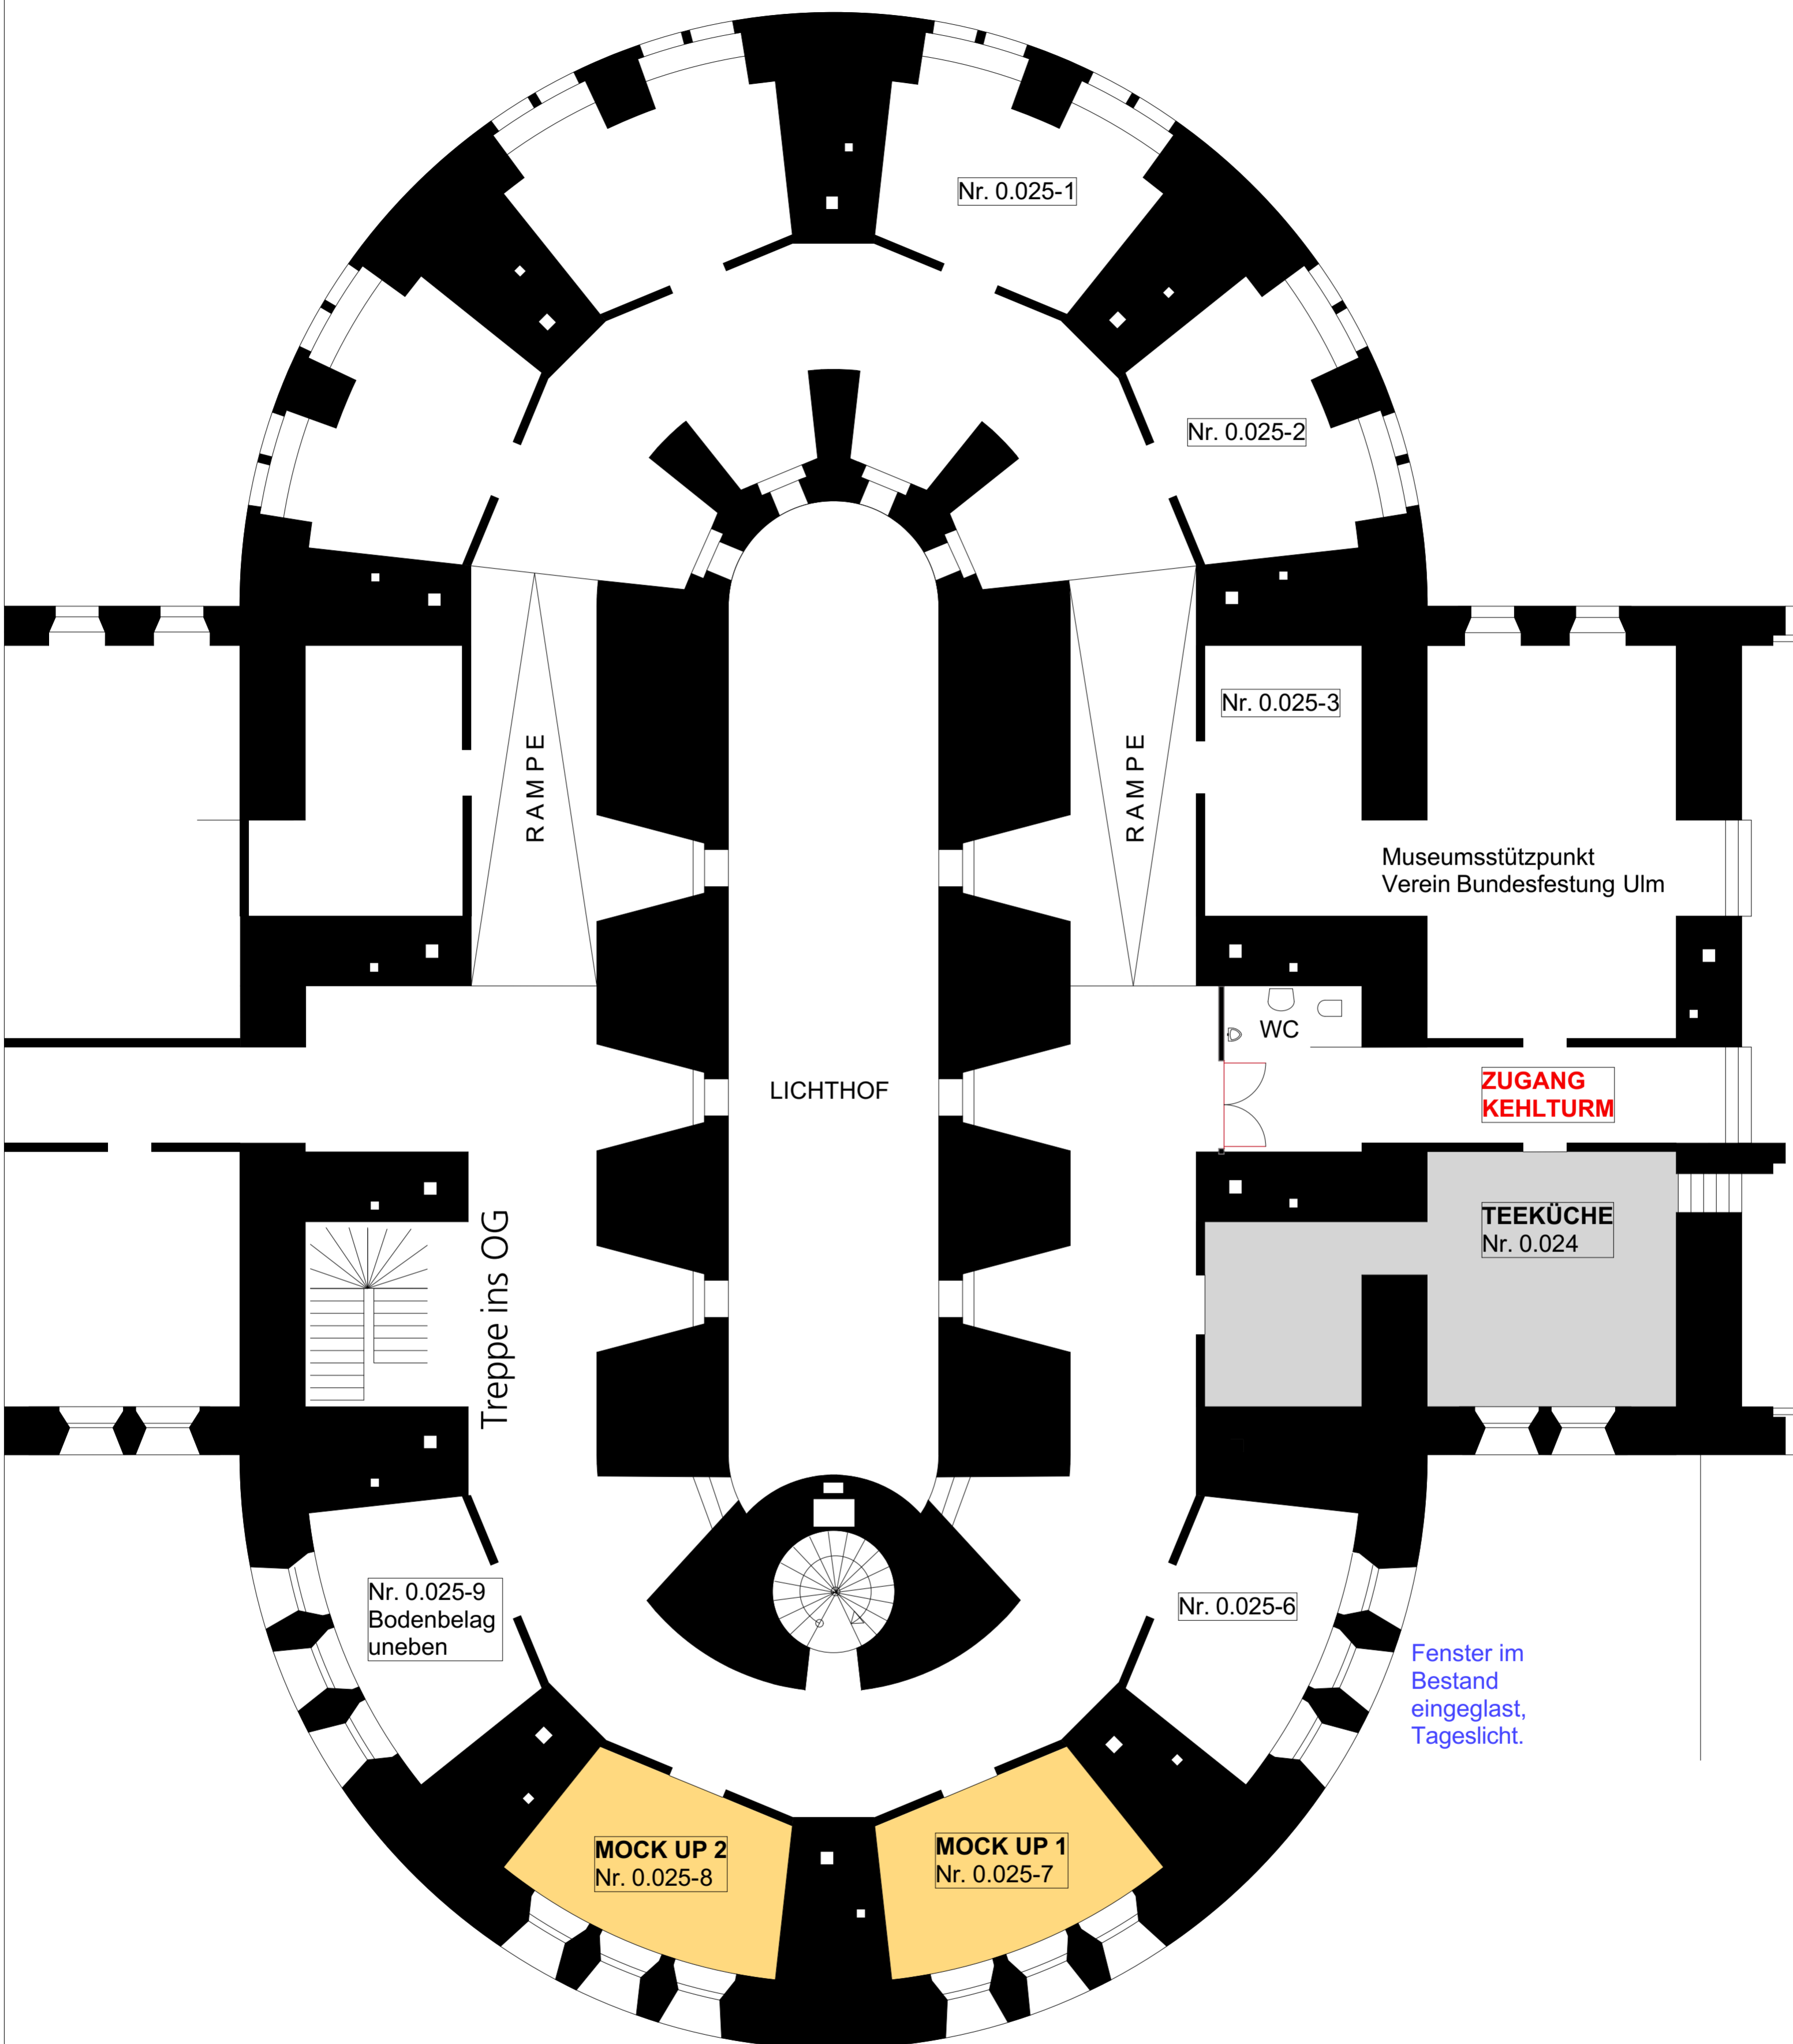 Nr. 0.025-1
Nr. 0.025-2
Nr. 0.025-3
RAMPE
RAMPE
Museumsstützpunkt
Verein Bundesfestung Ulm
WC
LICHTHOF
ZUGANG
KEHLTURM
TEEKÜCHE
Nr. 0.024
Treppe ins OG
Nr. 0.025-9
Bodenbelag
uneben
Nr. 0.025-6
Fenster im
Bestand
eingeglast,
Tageslicht.
MOCK UP 2
Nr. 0.025-8
MOCK UP 1
Nr. 0.025-7